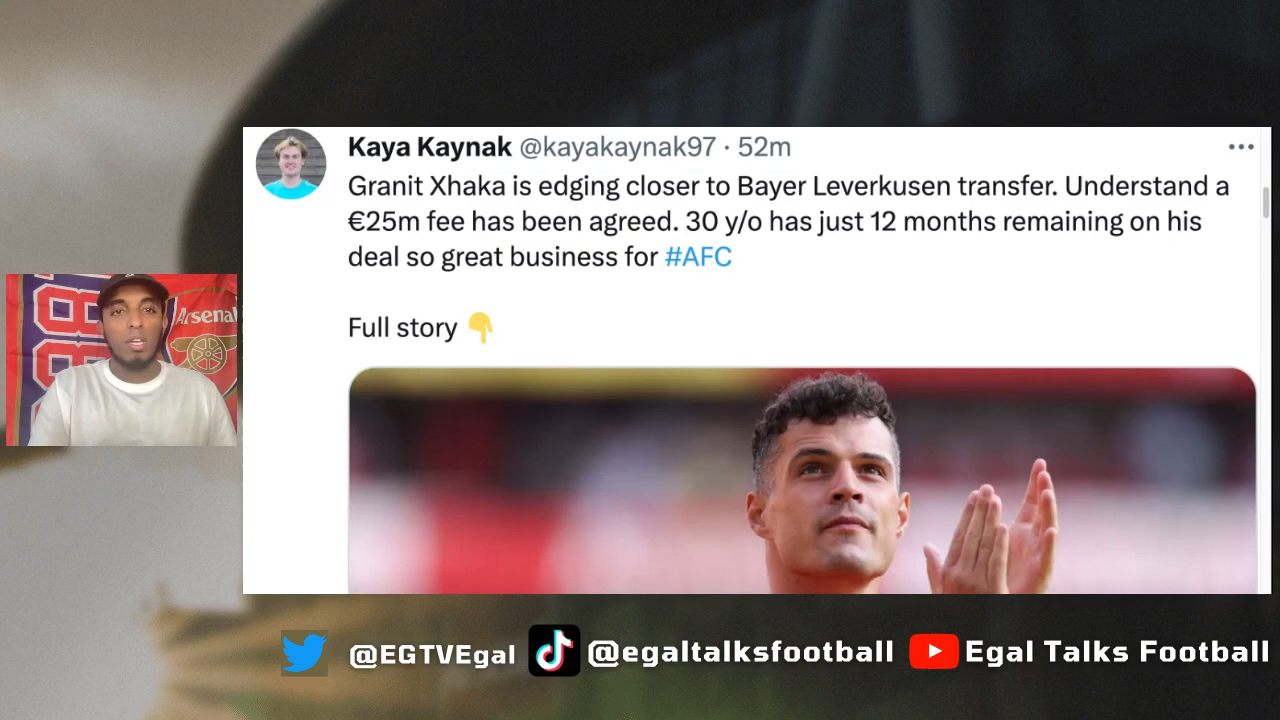 Kaya Kaynak @kayakaynak97 · 52m
Granit Xhaka is edging closer to Bayer Leverkusen transfer. Understand a
€25m fee has been agreed. 30 y/o has just 12 months remaining on his
deal so great business for #AFC
Full story 👇
Arsenal
@EGTVEgal
@egaltalksfootball
Egal Talks Football